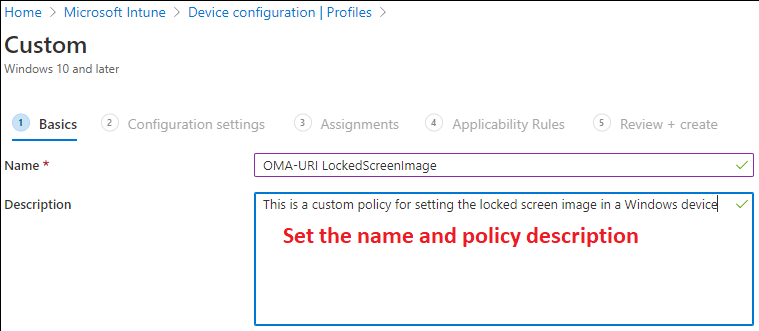 Home > Microsoft Intune > Device configuration | Profiles >
Custom
Windows 10 and later
1 Basics 2 Configuration settings 3 Assignments 4 Applicability Rules 5 Review + create
Name * OMA-URI LockedScreenImage
Description This is a custom policy for setting the locked screen image in a Windows device
Set the name and policy description